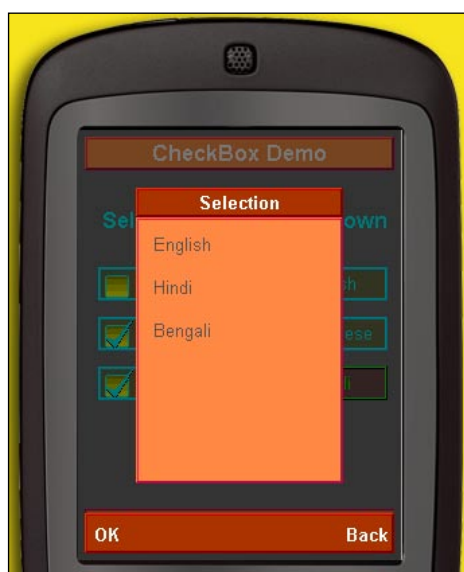 CheckBox Demo
Selection
English
Hindi
Bengali
OK
Back